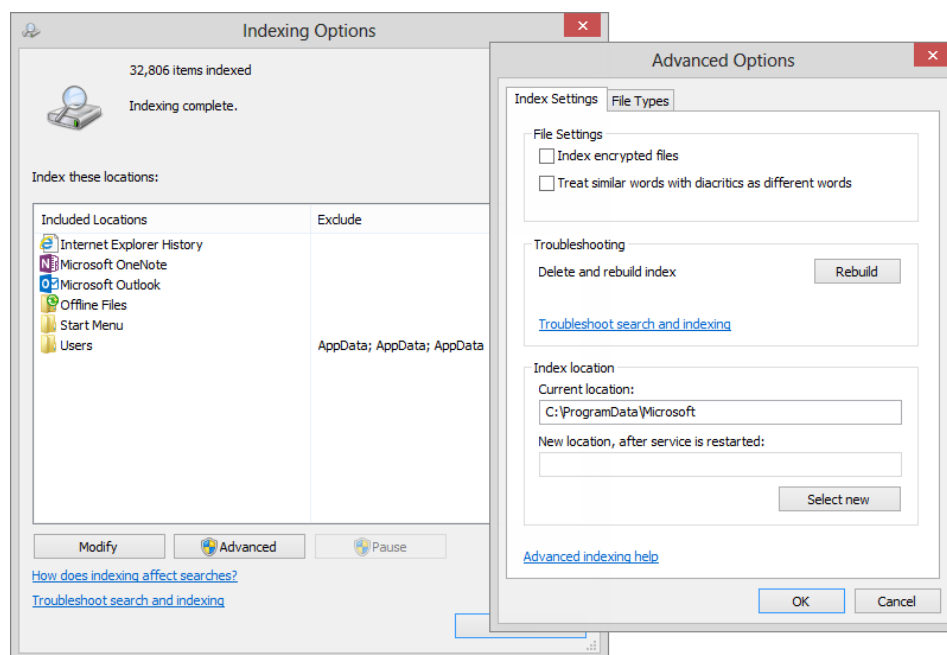 Indexing Options
32,806 items indexed
Indexing complete.
Index these locations:
Included Locations Exclude
Internet Explorer History
Microsoft OneNote
Microsoft Outlook
Offline Files
Start Menu
Users AppData; AppData; AppData
Modify Advanced Pause
How does indexing affect searches?
Troubleshoot search and indexing
Advanced Options
Index Settings File Types
File Settings
Index encrypted files
Treat similar words with diacritics as different words
Troubleshooting
Delete and rebuild index Rebuild
Troubleshoot search and indexing
Index location
Current location:
C:\ProgramData\Microsoft
New location, after service is restarted:
Select new
Advanced indexing help
OK Cancel